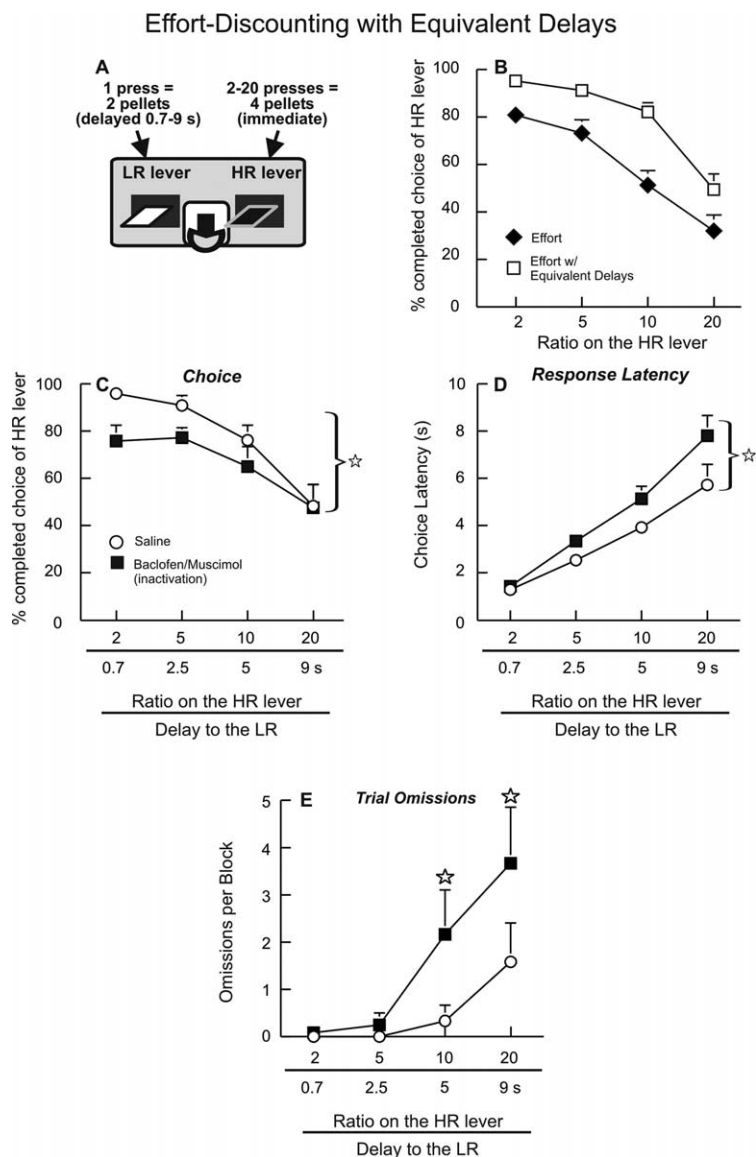 Effort-Discounting with Equivalent Delays
A
1 press =
2 pellets
(delayed 0.7-9 s)
2-20 presses =
4 pellets
(immediate)
LR lever
HR lever
B
% completed choice of HR lever
100
80
60
40
20
0
Effort
Effort w/
Equivalent Delays
2 5 10 20
Ratio on the HR lever
C
Choice
% completed choice of HR lever
100
80
60
40
20
0
Saline
Baclofen/Muscimol
(inactivation)
2 5 10 20
0.7 2.5 5 9 s
Ratio on the HR lever
Delay to the LR
D
Response Latency
Choice Latency (s)
10
8
6
4
2
0
2 5 10 20
0.7 2.5 5 9 s
Ratio on the HR lever
Delay to the LR
E
Trial Omissions
Omissions per Block
5
4
3
2
1
0
2 5 10 20
0.7 2.5 5 9 s
Ratio on the HR lever
Delay to the LR